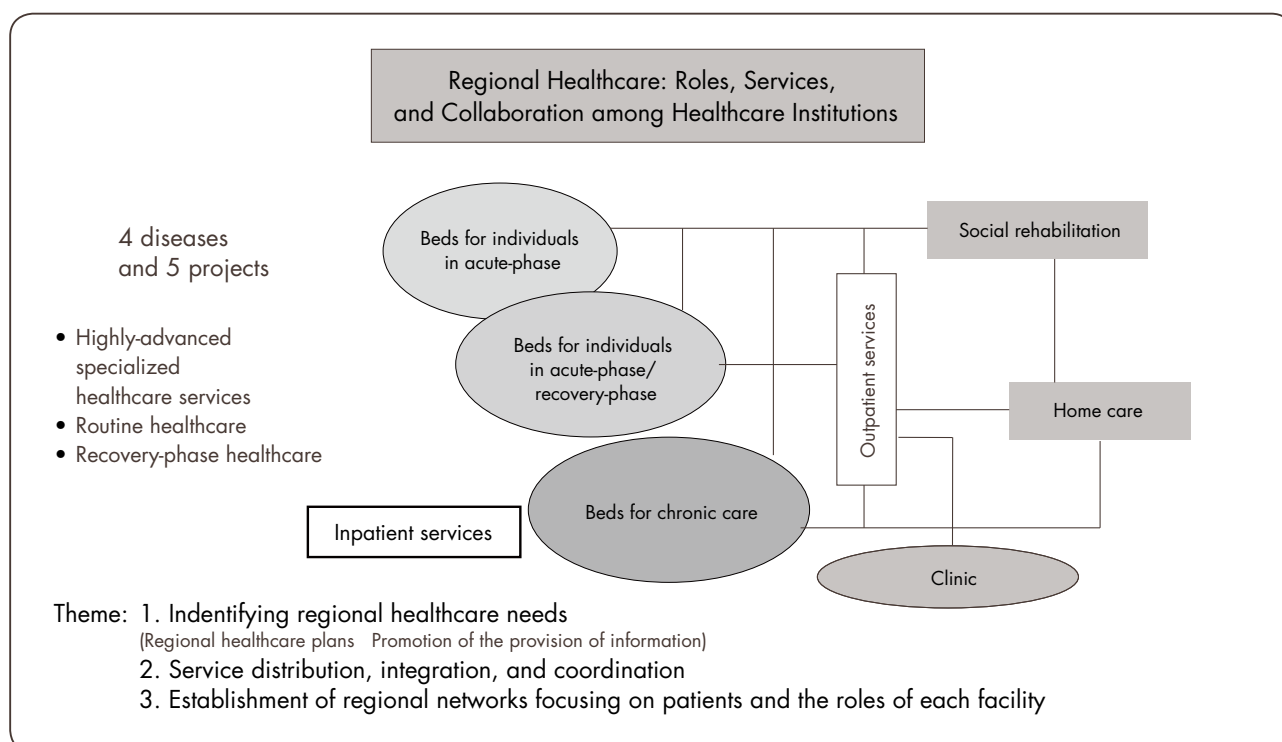 Regional Healthcare: Roles, Services,
and Collaboration among Healthcare Institutions
4 diseases
and 5 projects
• Highly-advanced
specialized
healthcare services
• Routine healthcare
• Recovery-phase healthcare
Beds for individuals
in acute-phase
Beds for individuals
in acute-phase/
recovery-phase
Beds for chronic care
Inpatient services
Outpatient services
Social rehabilitation
Home care
Clinic
Theme: 1. Indentifying regional healthcare needs
(Regional healthcare plans Promotion of the provision of information)
2. Service distribution, integration, and coordination
3. Establishment of regional networks focusing on patients and the roles of each facility